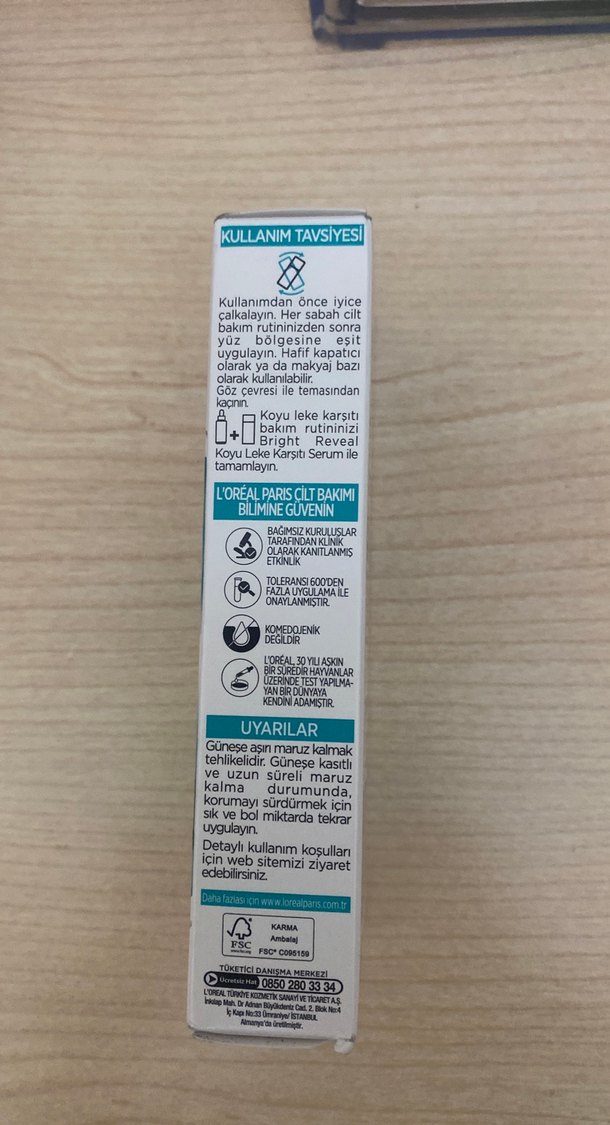 KULLANIM TAVSİYESİ
Kullanımdan önce iyice
çalkalayın. Her sabah cilt
bakım rutininizden sonra
yüz bölgesine eşit
uygulayın. Hafif kapatıcı
olarak ya da makyaj bazı
olarak kullanılabilir.
Göz çevresi ile temasından
kaçının.
Koyu leke karşıtı
bakım rutininizi
Bright Reveal
Koyu Leke Karşıtı Serum ile
tamamlayın.
L'ORÉAL PARIS CİLT BAKIMI
BİLİMİNE GÜVENİN
BAĞIMSIZ KURULUŞLAR
TARAFINDAN KLİNİK
OLARAK KANITLANMIŞ
ETKİNLİK
TOLERANSI 600'DEN
FAZLA UYGULAMA İLE
ONAYLANMIŞTIR.
KOMEDOJENİK
DEĞİLDİR
L'ORÉAL, 30 YILI AŞKIN
BİR SÜREDİR HAYVANLAR
ÜZERİNDE TEST YAPILMA-
YAN BİR DÜNYAYA
KENDİNİ ADAMIŞTIR.
UYARILAR
Güneşe aşırı maruz kalmak
tehlikelidir. Güneşe kasıtlı
ve uzun süreli maruz
kalma durumunda,
korumayı sürdürmek için
sık ve bol miktarda tekrar
uygulayın.
Detaylı kullanım koşulları
için web sitemizi ziyaret
edebilirsiniz.
Daha fazlası için www.lorealparis.com.tr
FSC
www.fsc.org
KARMA
Ambalaj
FSC® C095159
TÜKETİCİ DANIŞMA MERKEZİ
Ücretsiz Hat 0850 280 33 34
L'OREAL TÜRKİYE KOZMETİK SANAYİ VE TİCARET A.Ş.
İnkılap Mah. Dr Adnan Büyükdeniz Cad. 2. Blok No:4
İç Kapı No:33 Ümraniye/ İSTANBUL
Almanya'da üretilmiştir.